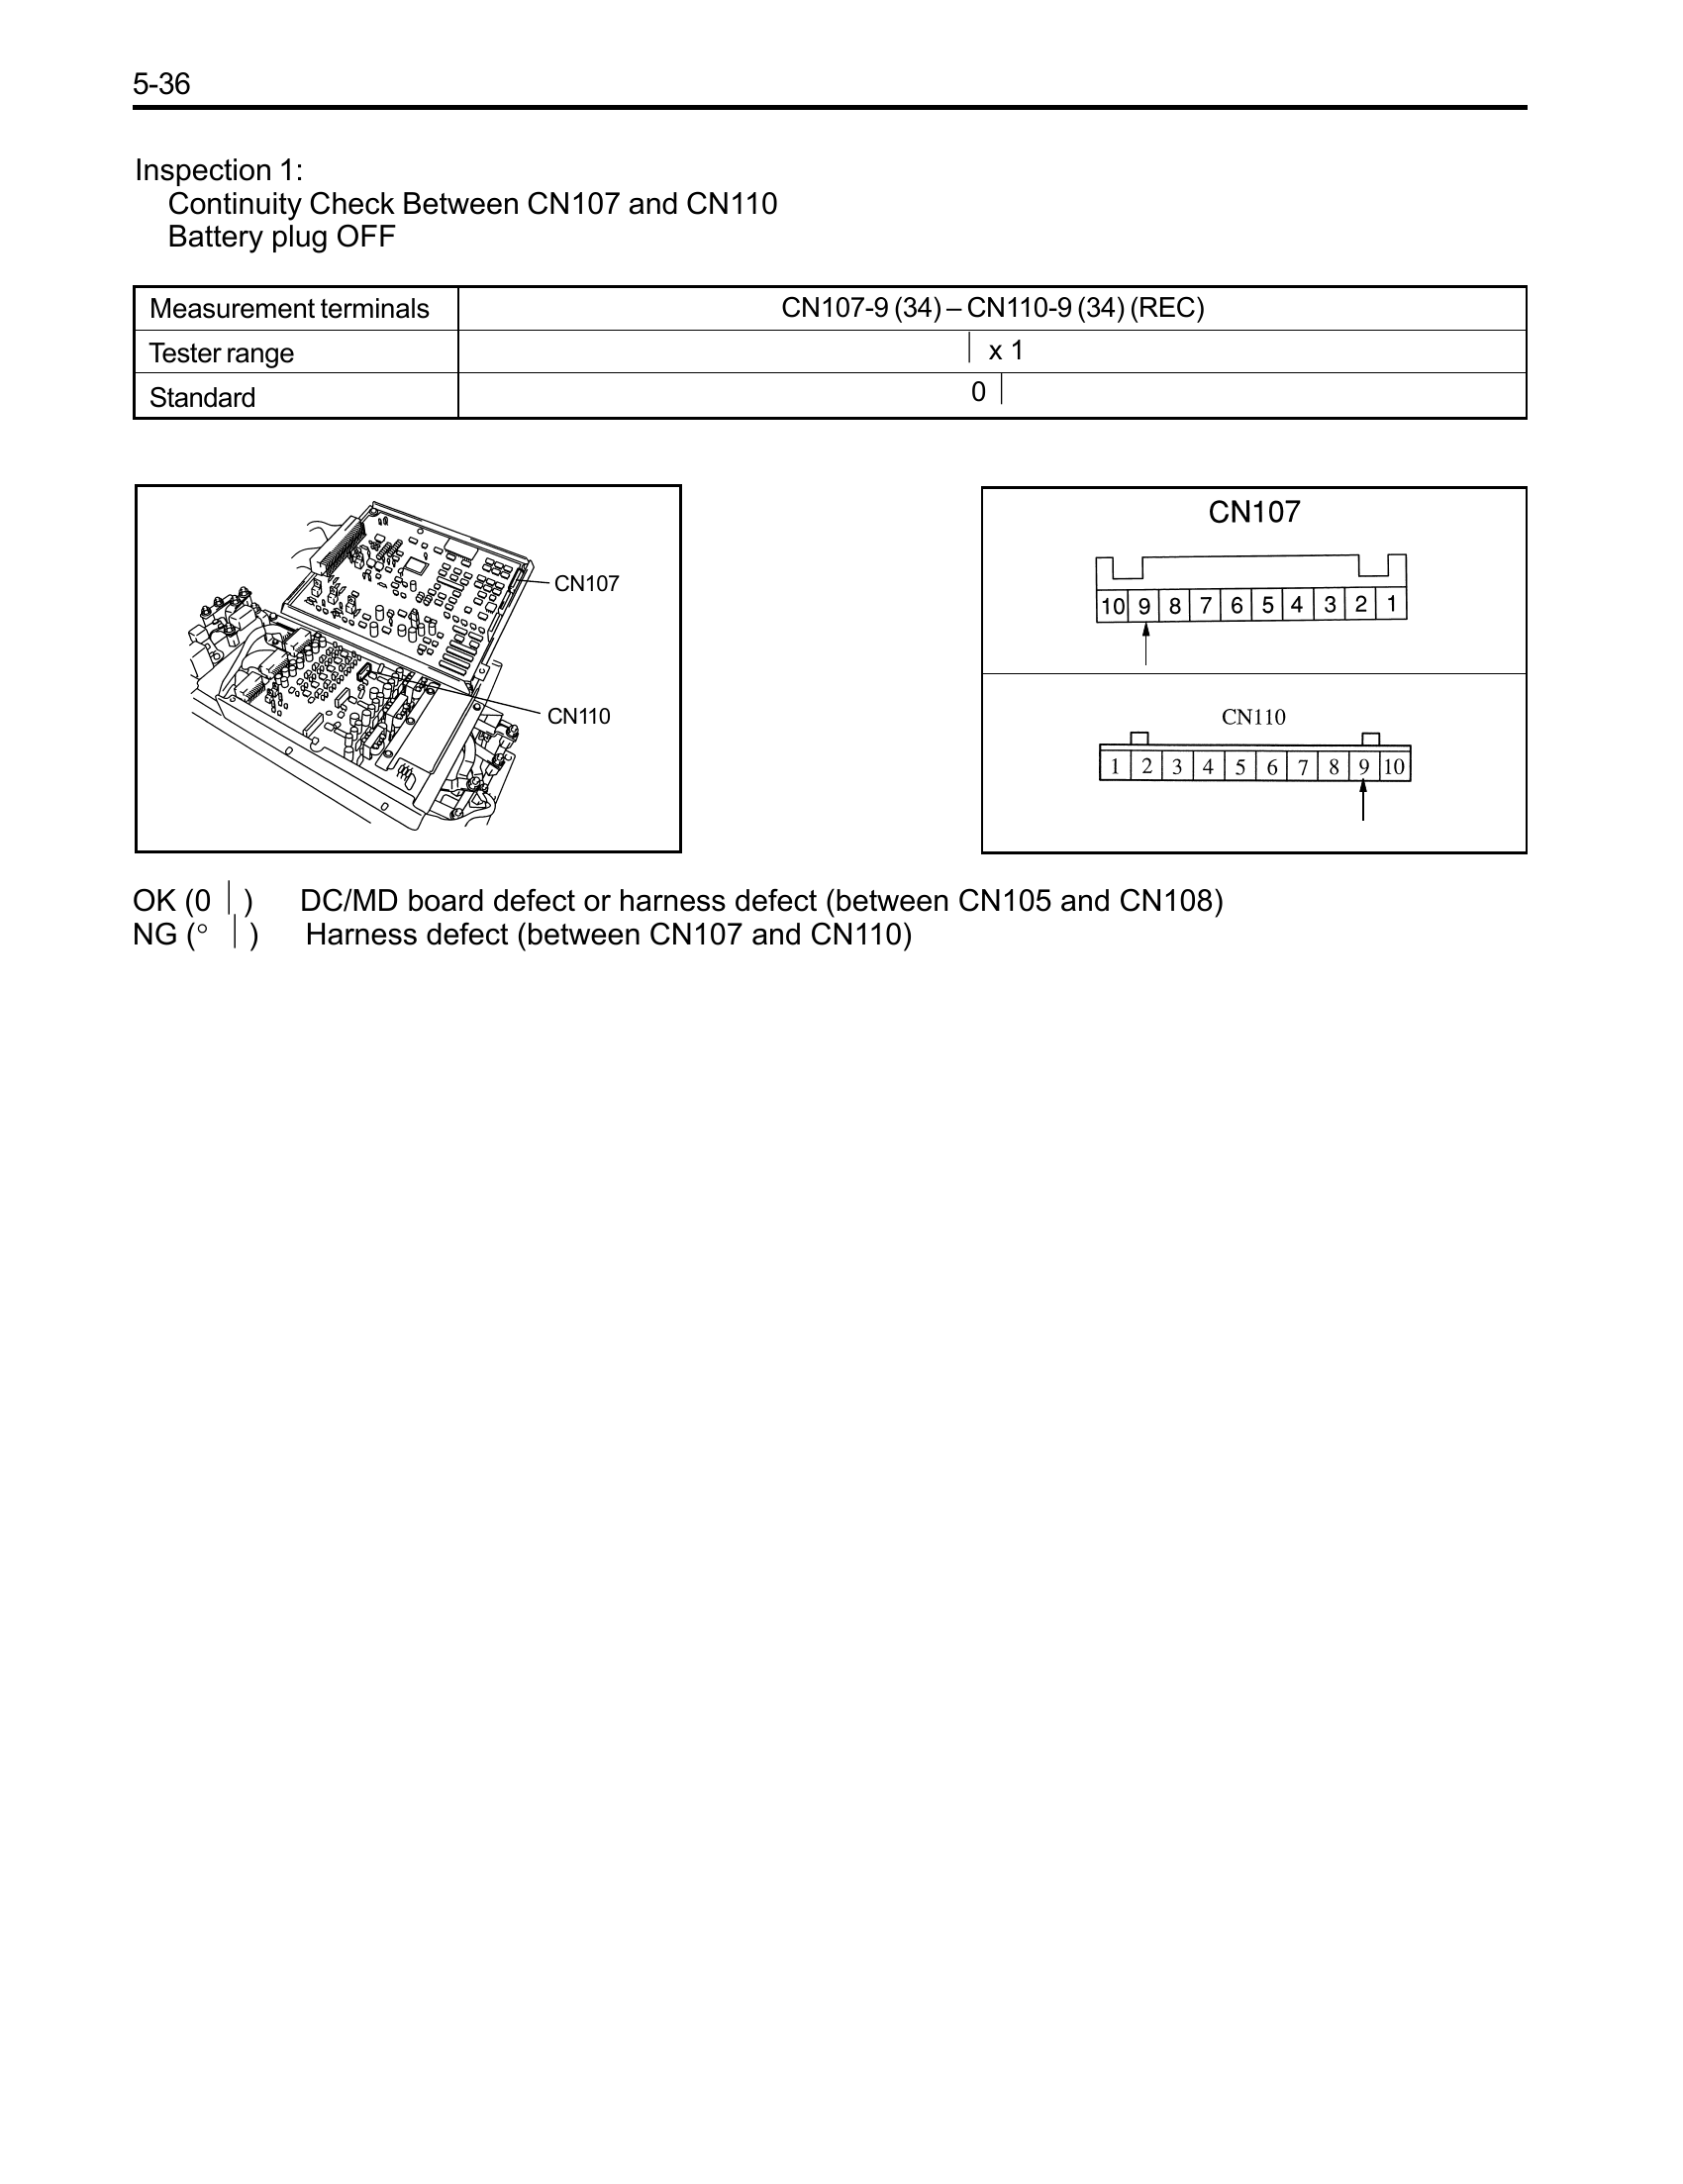 5-36
Inspection 1:
Continuity Check Between CN107 and CN110
Battery plug OFF
Measurement terminals CN107-9 (34) – CN110-9 (34) (REC)
Tester range | x 1
Standard 0 |
CN107
CN110
CN107
10 9 8 7 6 5 4 3 2 1
CN110
1 2 3 4 5 6 7 8 9 10
OK (0 | ) DC/MD board defect or harness defect (between CN105 and CN108)
NG (° | ) Harness defect (between CN107 and CN110)